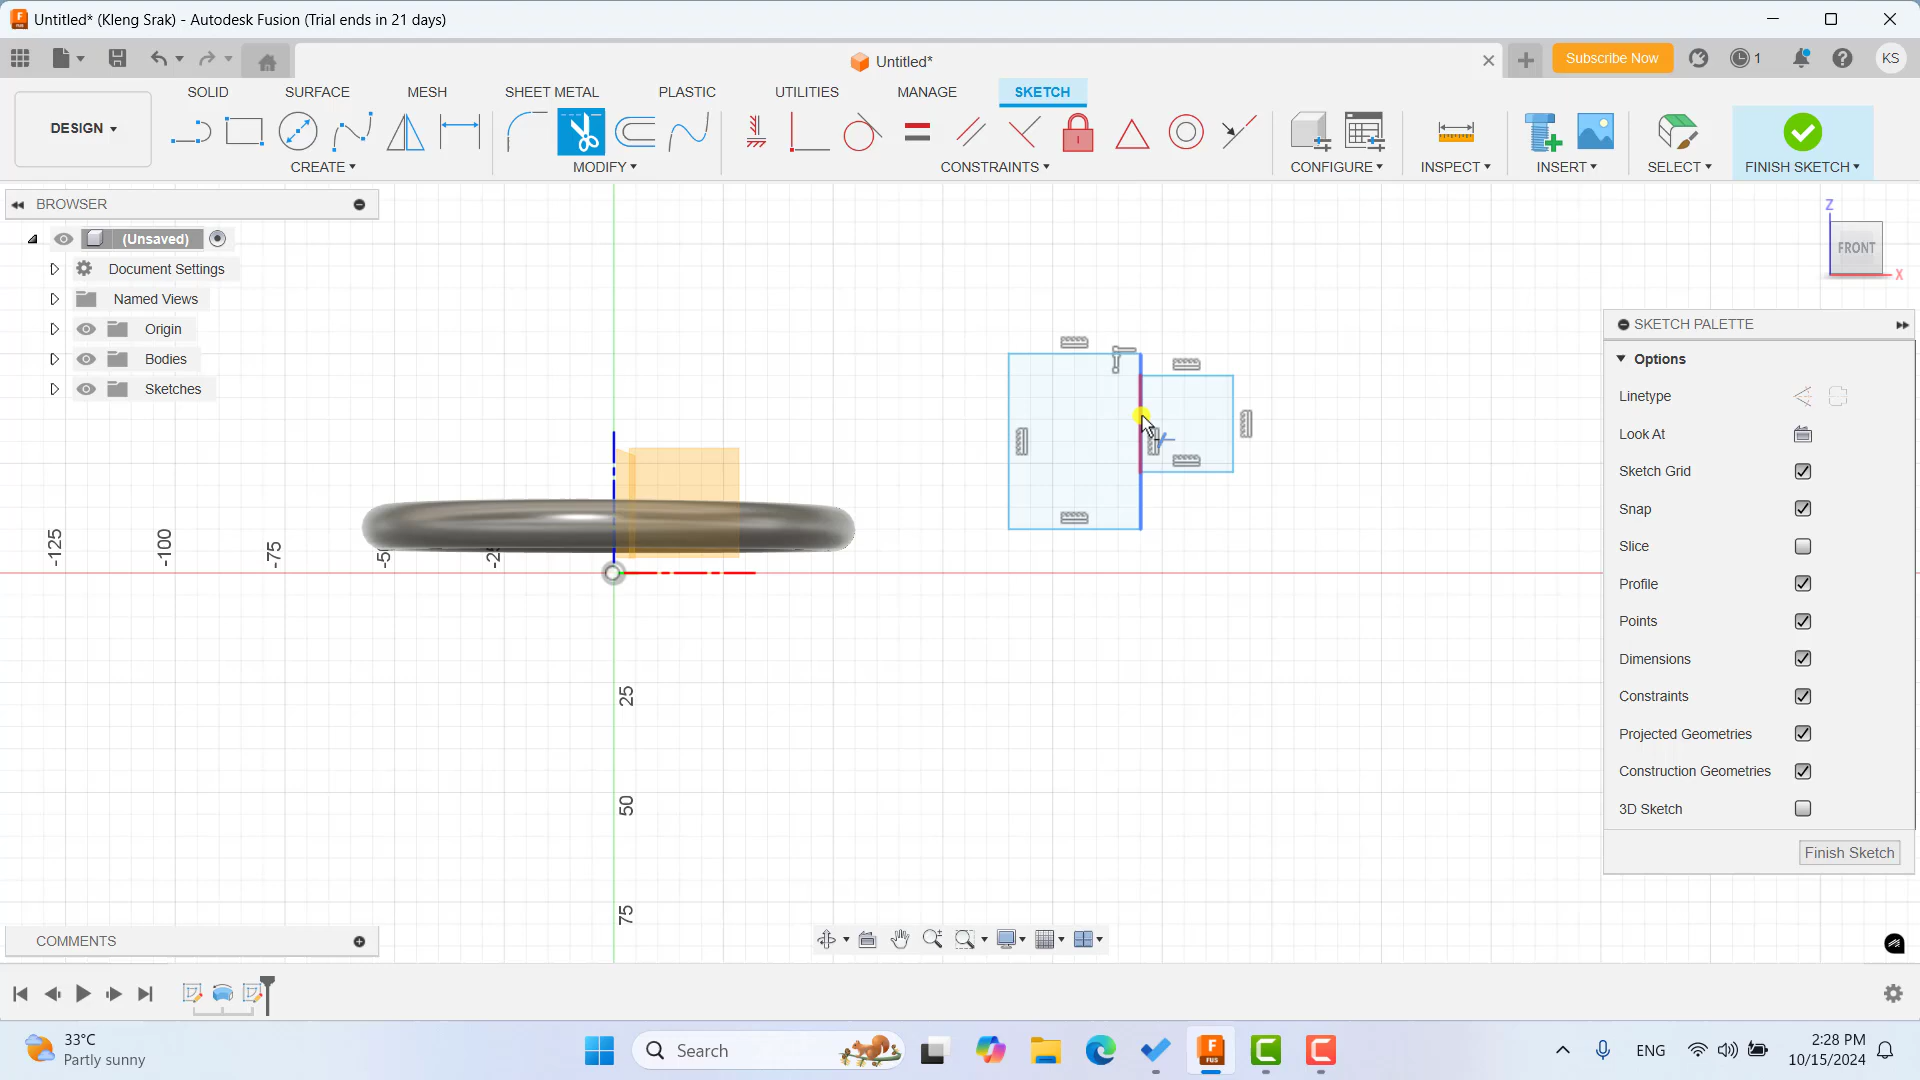 Untitled* (Kleng Srak) - Autodesk Fusion (Trial ends in 21 days)
Untitled*
Subscribe Now
1
KS
DESIGN
SOLID
SURFACE
MESH
SHEET METAL
PLASTIC
UTILITIES
MANAGE
SKETCH
CREATE
MODIFY
CONSTRAINTS
CONFIGURE
INSPECT
INSERT
SELECT
FINISH SKETCH
BROWSER
(Unsaved)
Document Settings
Named Views
Origin
Bodies
Sketches
Z
FRONT
X
-125
-100
-75
-50
-25
25
50
75
SKETCH PALETTE
Options
Linetype
Look At
Sketch Grid
Snap
Slice
Profile
Points
Dimensions
Constraints
Projected Geometries
Construction Geometries
3D Sketch
Finish Sketch
COMMENTS
33°C
Partly sunny
Search
F
FUS
ENG
2:28 PM
10/15/2024